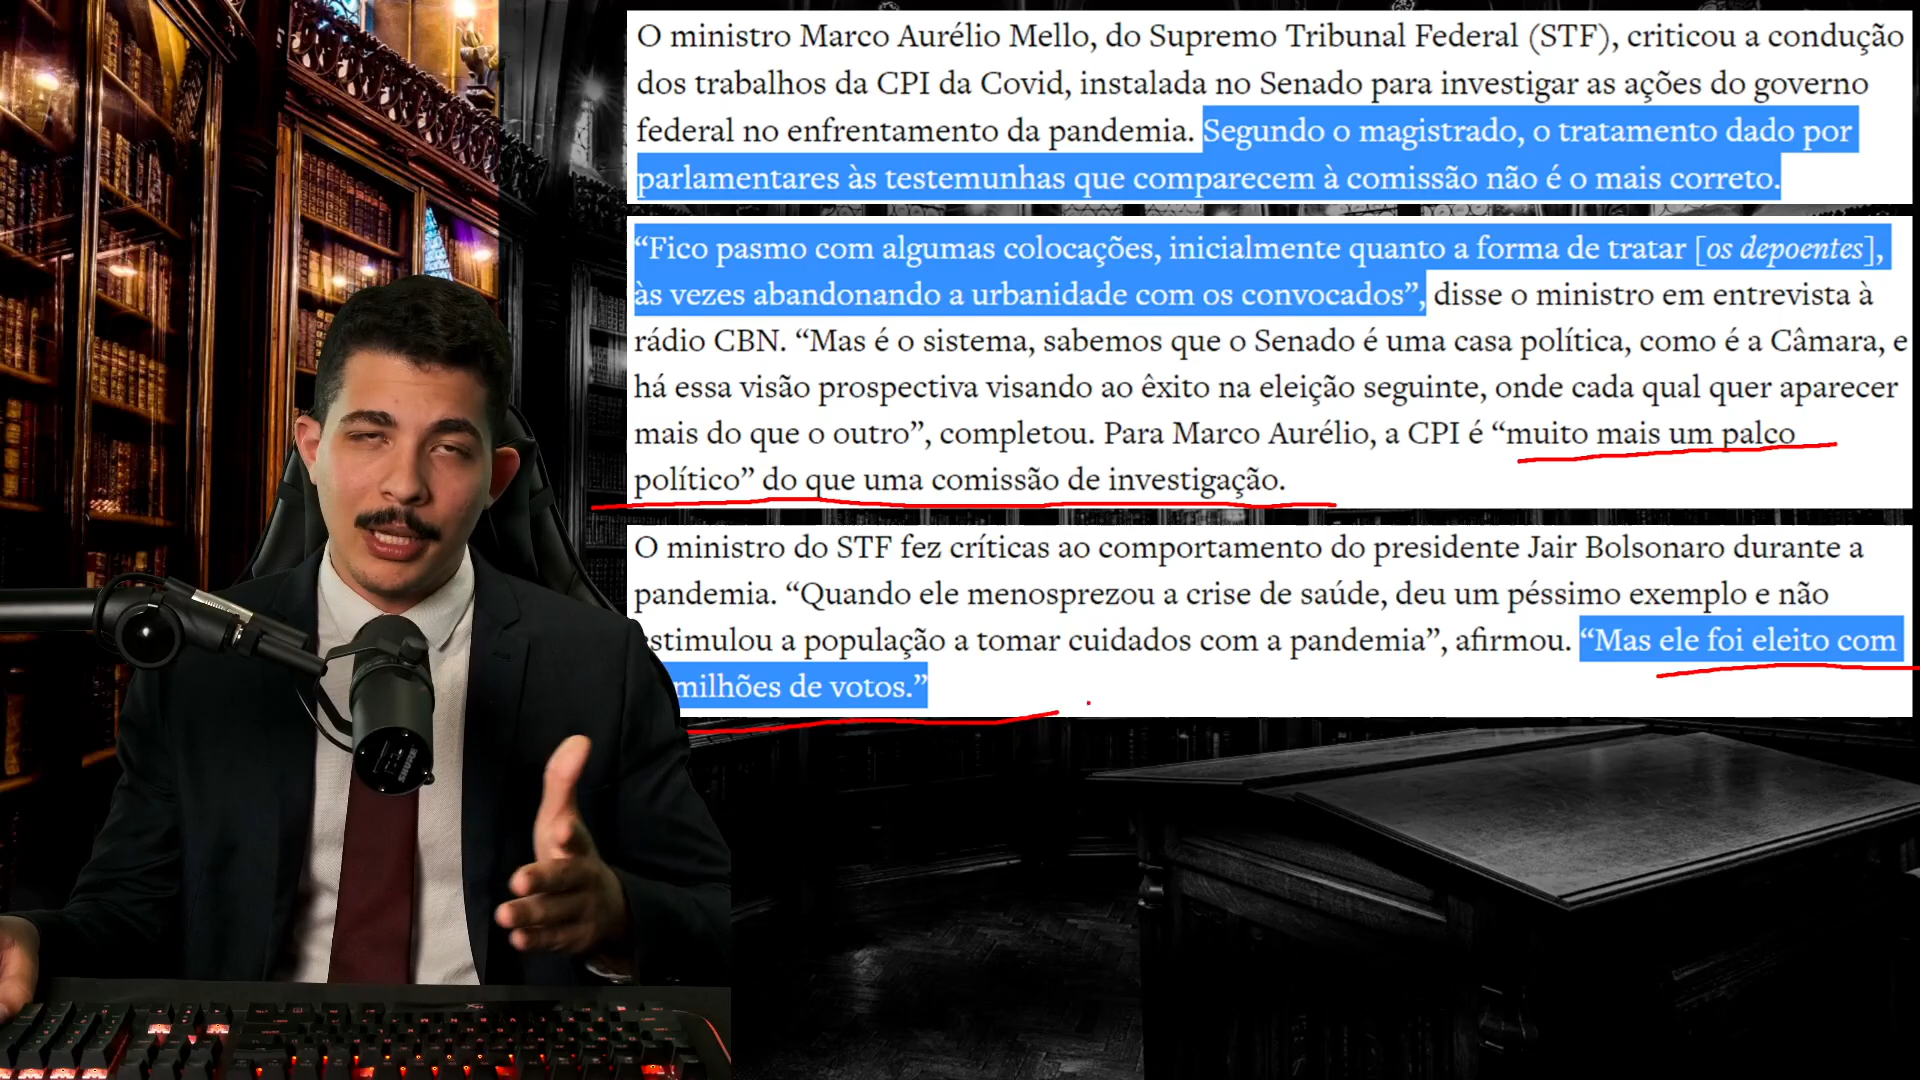 O ministro Marco Aurélio Mello, do Supremo Tribunal Federal (STF), criticou a condução
dos trabalhos da CPI da Covid, instalada no Senado para investigar as ações do governo
federal no enfrentamento da pandemia. Segundo o magistrado, o tratamento dado por
parlamentares às testemunhas que comparecem à comissão não é o mais correto.
“Fico pasmo com algumas colocações, inicialmente quanto a forma de tratar [os depoentes],
às vezes abandonando a urbanidade com os convocados”, disse o ministro em entrevista à
rádio CBN. “Mas é o sistema, sabemos que o Senado é uma casa política, como é a Câmara, e
há essa visão prospectiva visando ao êxito na eleição seguinte, onde cada qual quer aparecer
mais do que o outro”, completou. Para Marco Aurélio, a CPI é “muito mais um palco
político” do que uma comissão de investigação.
O ministro do STF fez críticas ao comportamento do presidente Jair Bolsonaro durante a
pandemia. “Quando ele menosprezou a crise de saúde, deu um péssimo exemplo e não
estimulou a população a tomar cuidados com a pandemia”, afirmou. “Mas ele foi eleito com
milhões de votos.”
SHURE